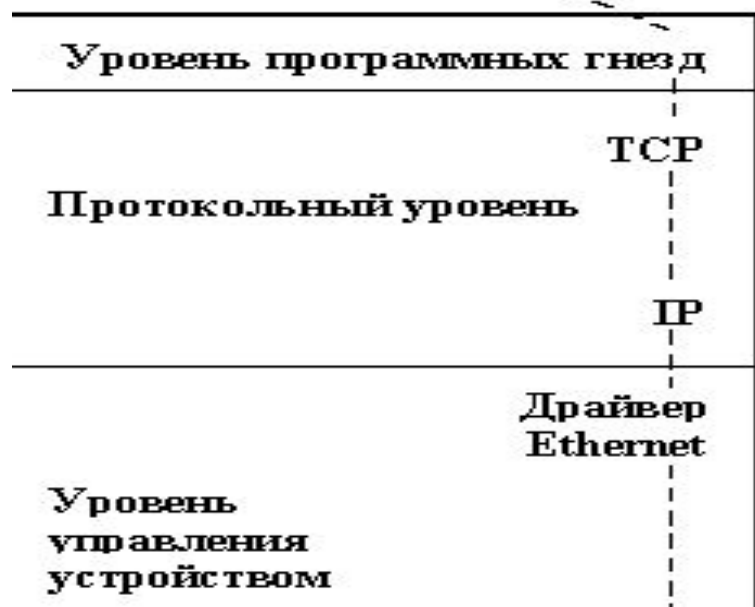 Уровень программных гнезд
TCP
Протокольный уровень
IP
Драйвер
Ethernet
Уровень
управления
устройством